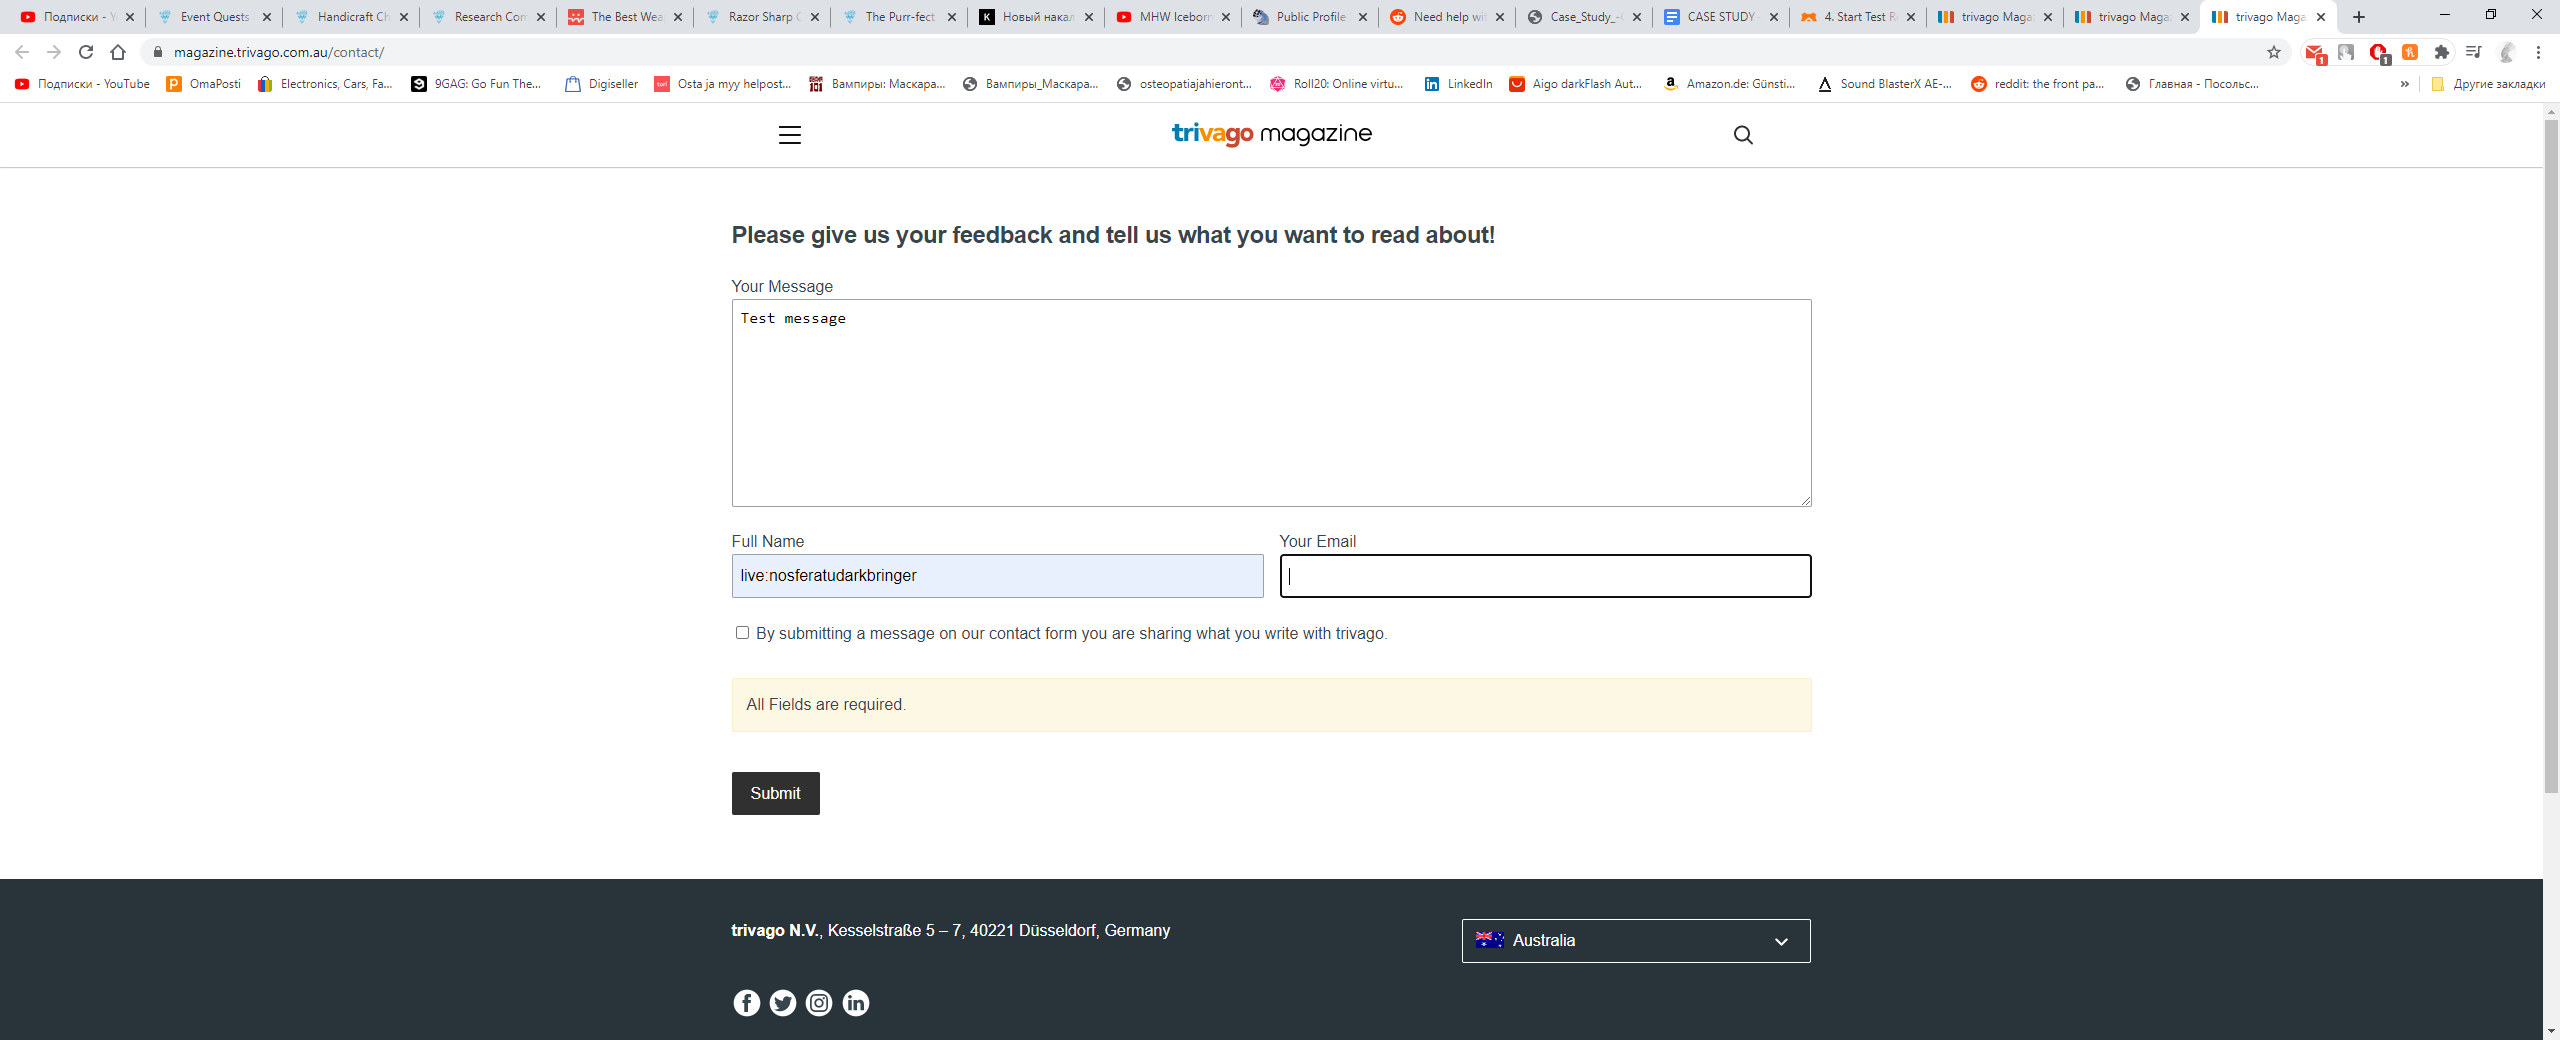 Подписки - Y
Event Quests
Handicraft Ch
Research Com
The Best Wea
Razor Sharp C
The Purr-fect
Новый накал
MHW Iceborn
Public Profile
Need help wit
Case_Study_-
CASE STUDY -
4. Start Test R
trivago Maga
trivago Maga
trivago Maga
magazine.trivago.com.au/contact/
Подписки - YouTube
OmaPosti
Electronics, Cars, Fa...
9GAG: Go Fun The...
Digiseller
Osta ja myy helpost...
Вампиры: Маскара...
Вампиры_Маскара...
osteopatiajahieront...
Roll20: Online virtu...
LinkedIn
Aigo darkFlash Aut...
Amazon.de: Günsti...
Sound BlasterX AE-...
reddit: the front pa...
Главная - Посольс...
»
Другие закладки
trivago magazine
Please give us your feedback and tell us what you want to read about!
Your Message
Test message
Full Name
Your Email
live:nosferatudarkbringer
By submitting a message on our contact form you are sharing what you write with trivago.
All Fields are required.
Submit
trivago N.V., Kesselstraße 5 – 7, 40221 Düsseldorf, Germany
Australia